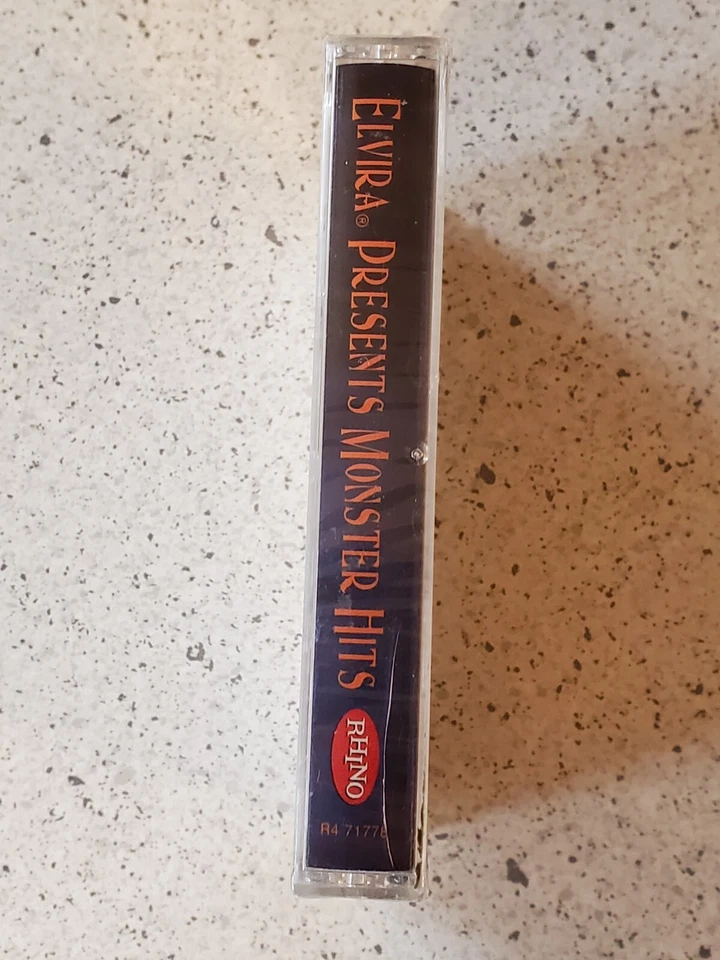 ELVIRA® PRESENTS MONSTER HITS
RHINO
R4 71778